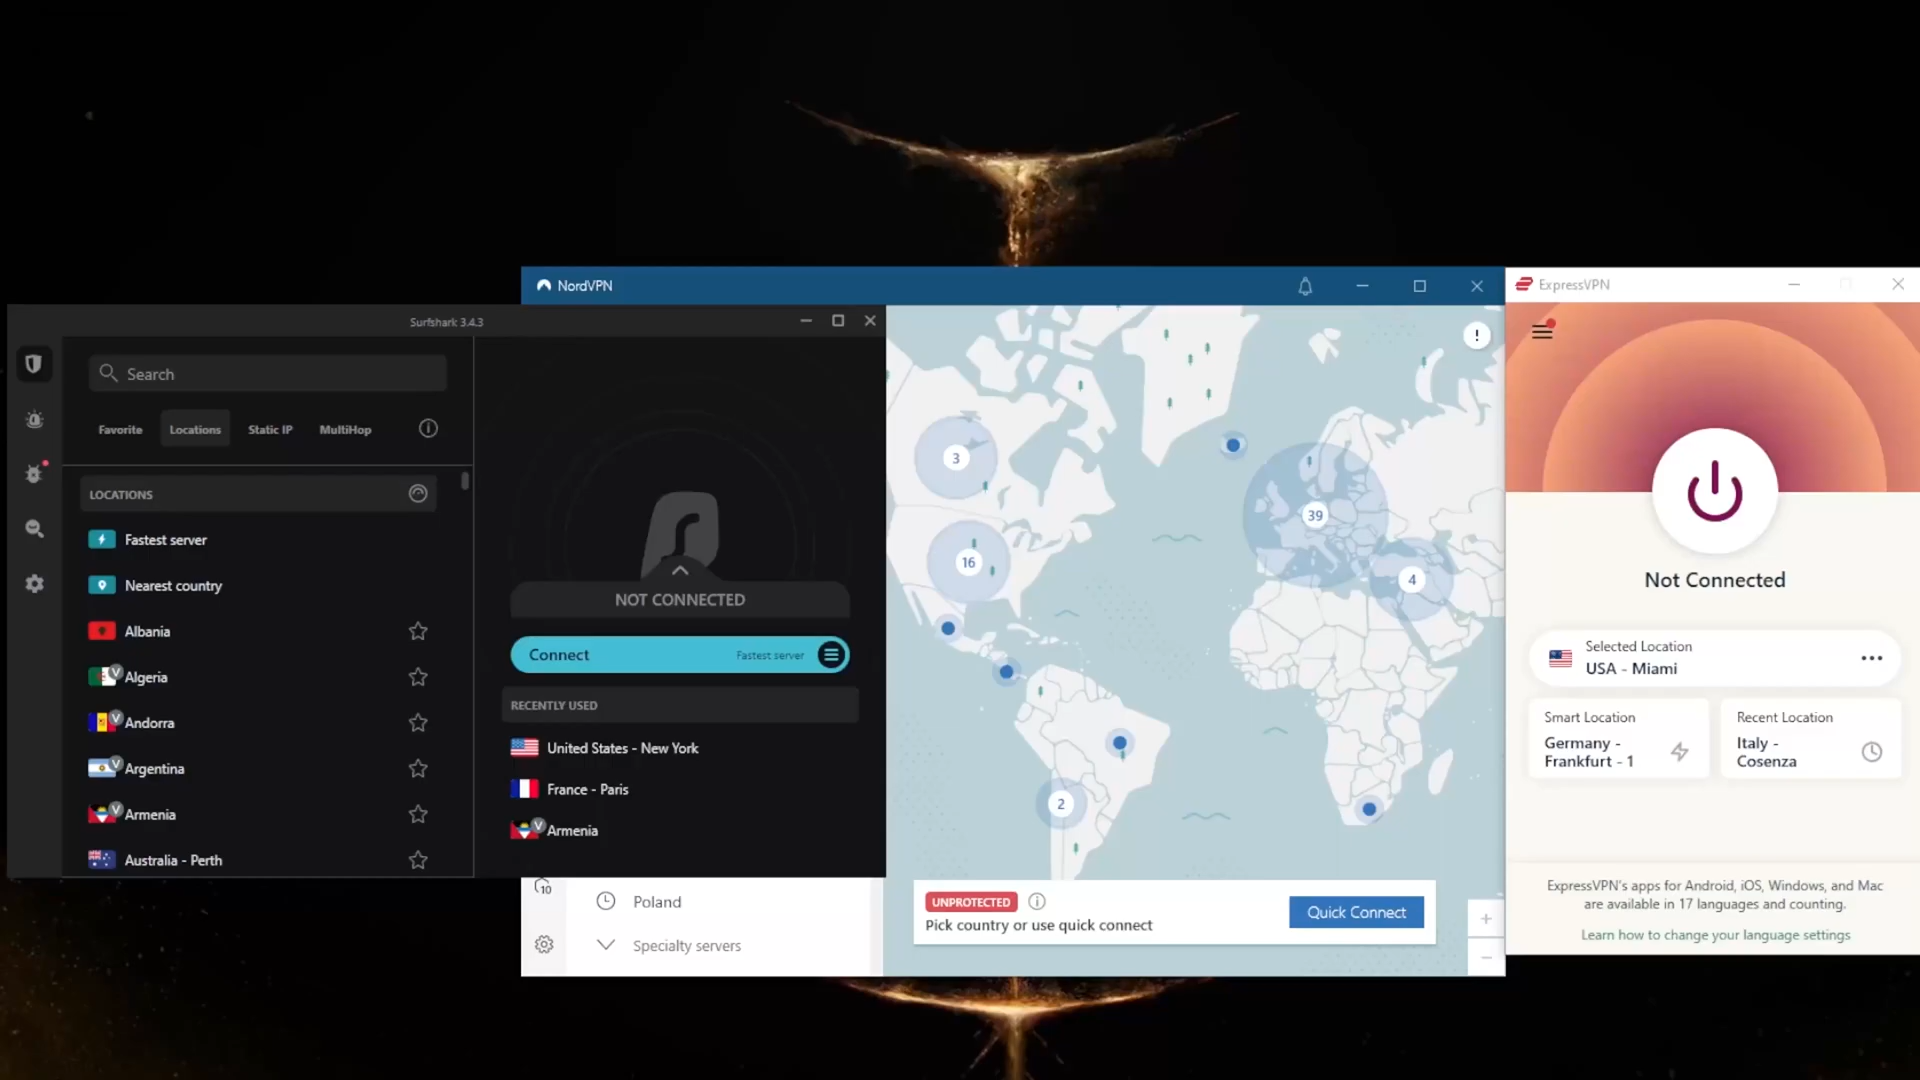 NordVPN
ExpressVPN
Surfshark 3.4.3
Search
Favorite
Locations
Static IP
MultiHop
LOCATIONS
Fastest server
Nearest country
Albania
V
Algeria
V
Andorra
V
Argentina
V
Armenia
Australia - Perth
NOT CONNECTED
Connect
Fastest server
RECENTLY USED
United States - New York
France - Paris
V
Armenia
10
Poland
Specialty servers
!
3
39
16
4
2
UNPROTECTED
Pick country or use quick connect
Quick Connect
+
−
Not Connected
Selected Location
USA - Miami
Smart Location
Germany -
Frankfurt - 1
Recent Location
Italy -
Cosenza
ExpressVPN's apps for Android, iOS, Windows, and Mac
are available in 17 languages and counting.
Learn how to change your language settings